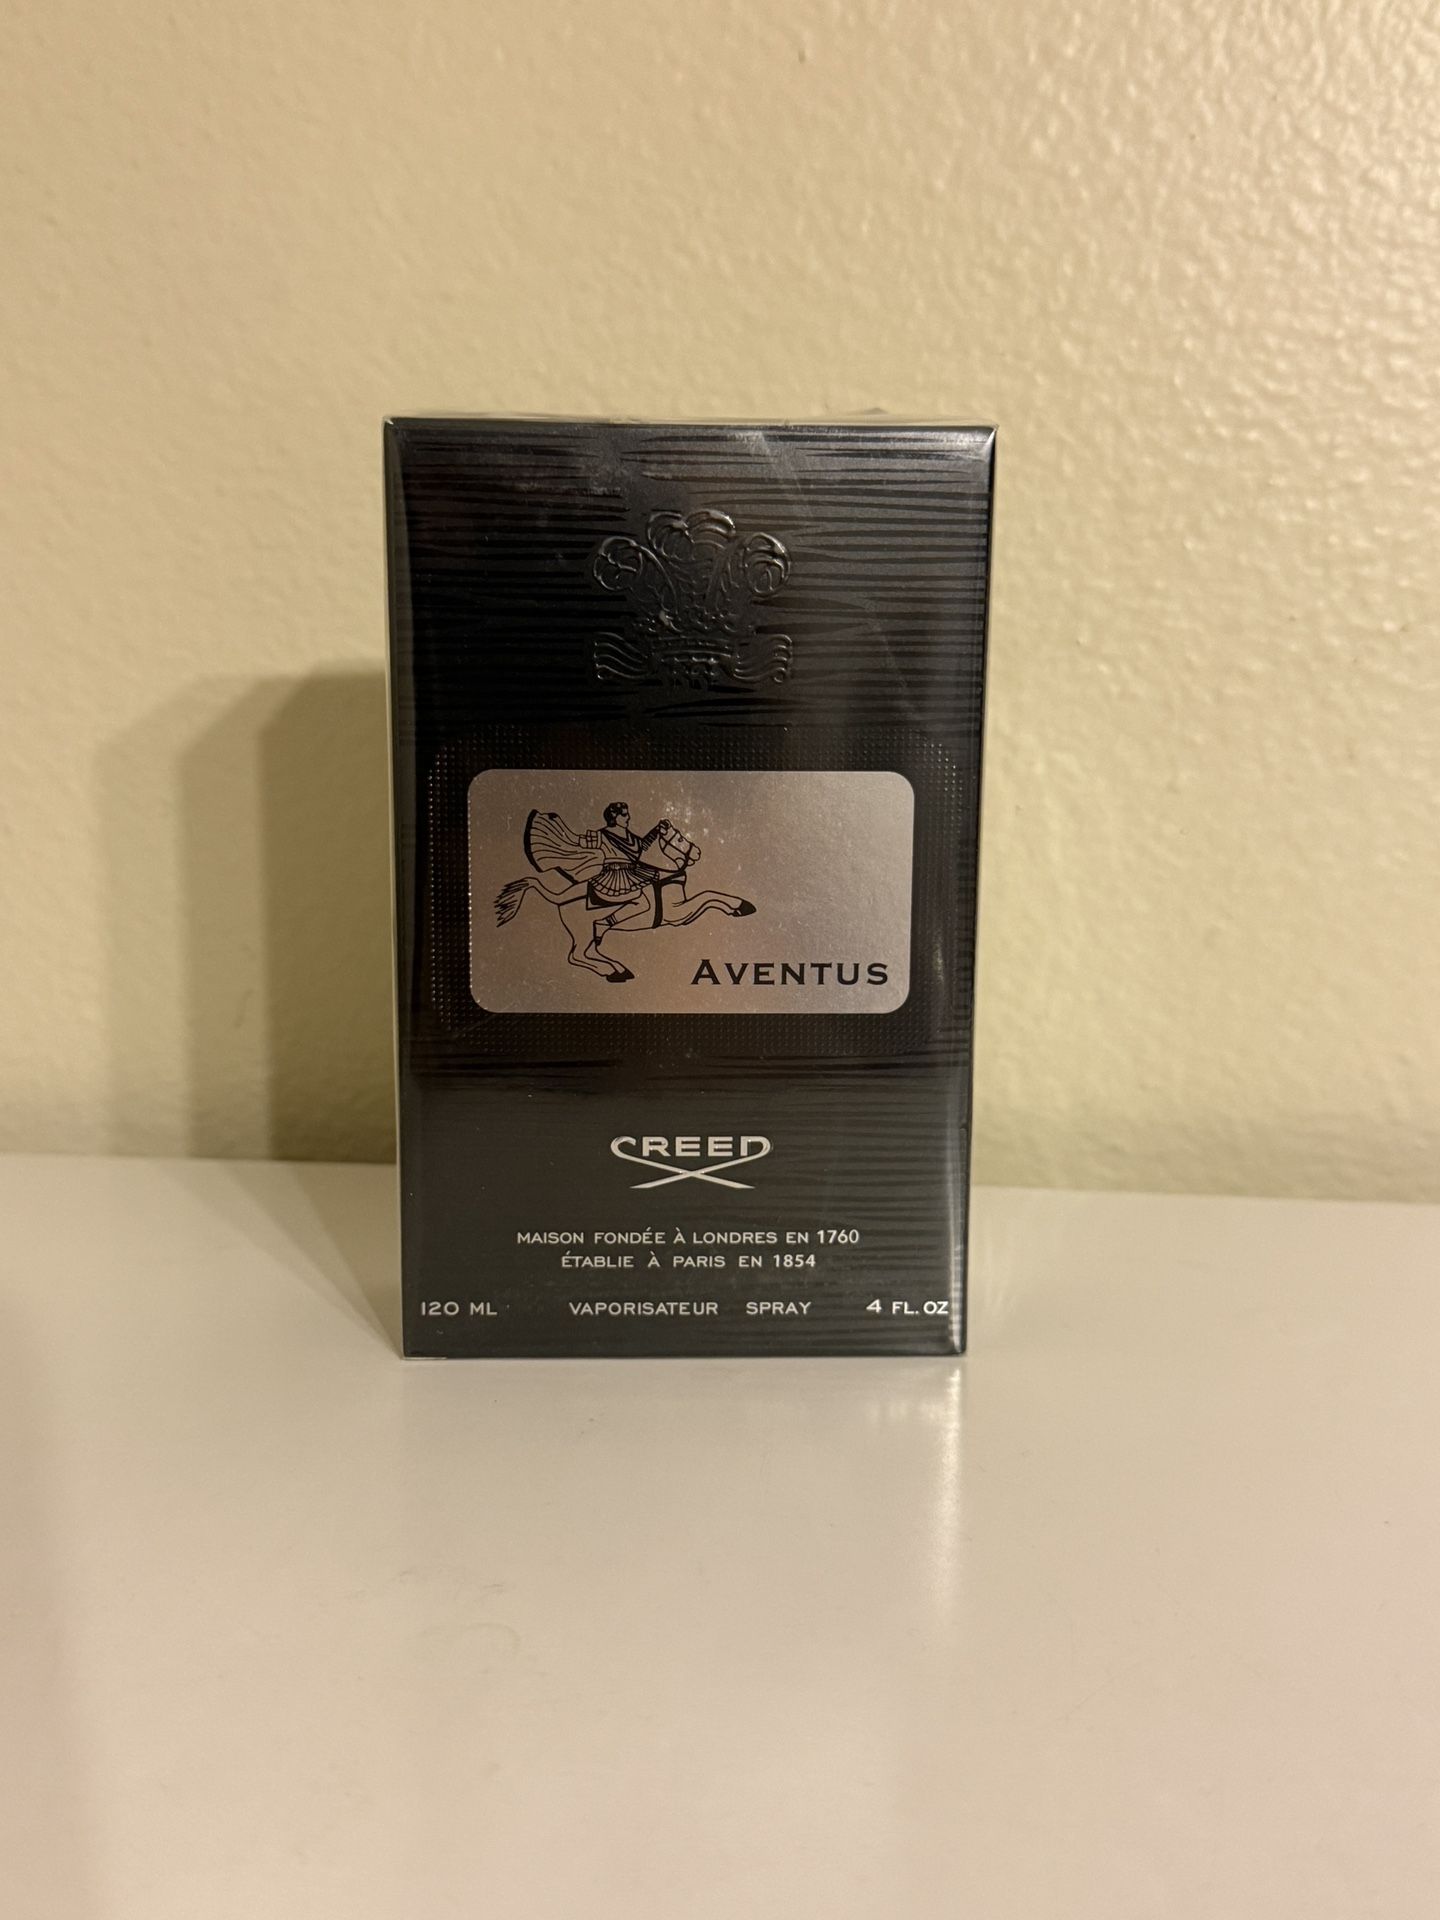 AVENTUS
CREED
MAISON FONDÉE À LONDRES EN 1760
ÉTABLIE À PARIS EN 1854
120 ML VAPORISATEUR SPRAY 4 FL.OZ